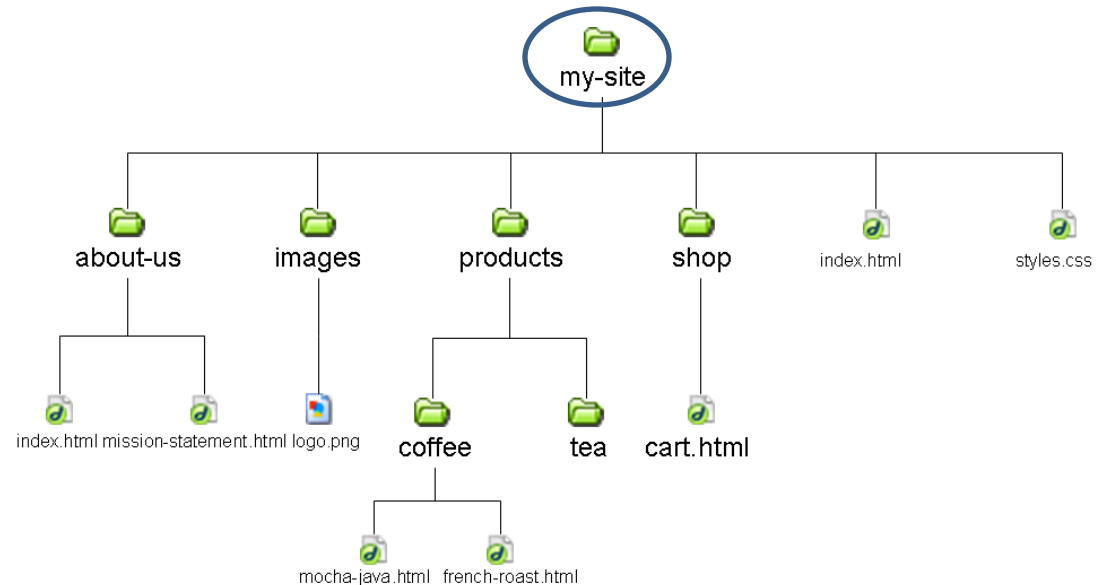 my-site
about-us
images
products
shop
index.html
styles.css
index.html
mission-statement.html
logo.png
coffee
tea
cart.html
mocha-java.html
french-roast.html